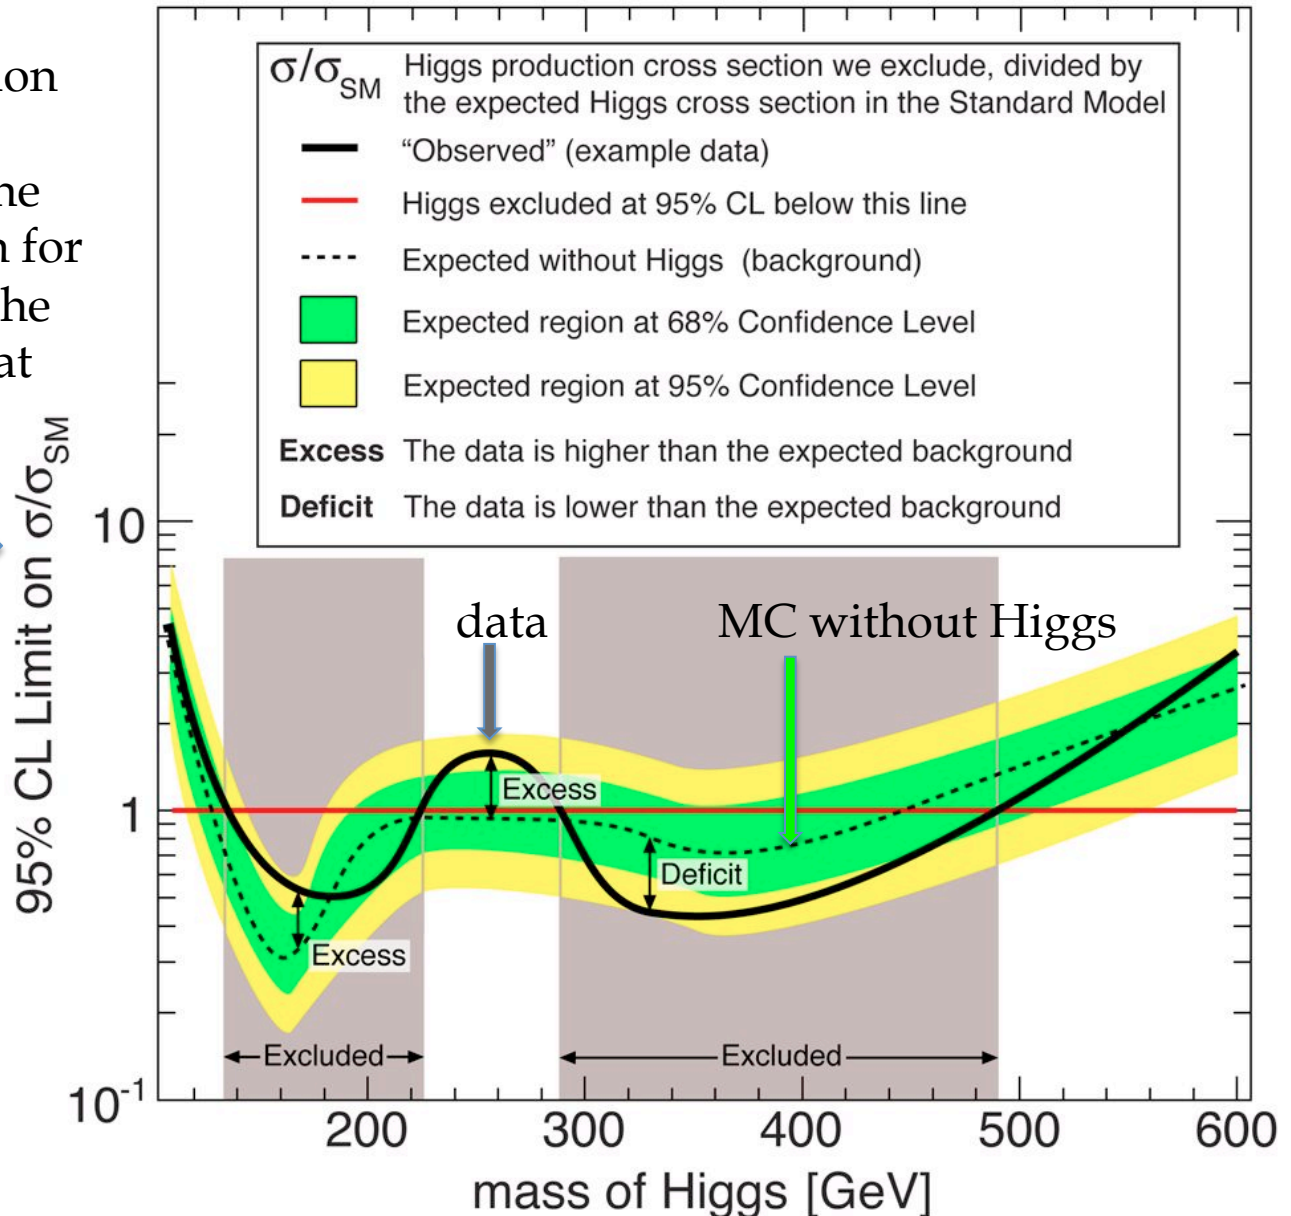 ion
he
n for
he
at
σ/σSM Higgs production cross section we exclude, divided by
the expected Higgs cross section in the Standard Model
“Observed” (example data)
Higgs excluded at 95% CL below this line
Expected without Higgs (background)
Expected region at 68% Confidence Level
Expected region at 95% Confidence Level
Excess The data is higher than the expected background
Deficit The data is lower than the expected background
95% CL Limit on σ/σSM
10
1
10-1
data
MC without Higgs
Excess
Deficit
Excess
Excluded
Excluded
200 300 400 500 600
mass of Higgs [GeV]